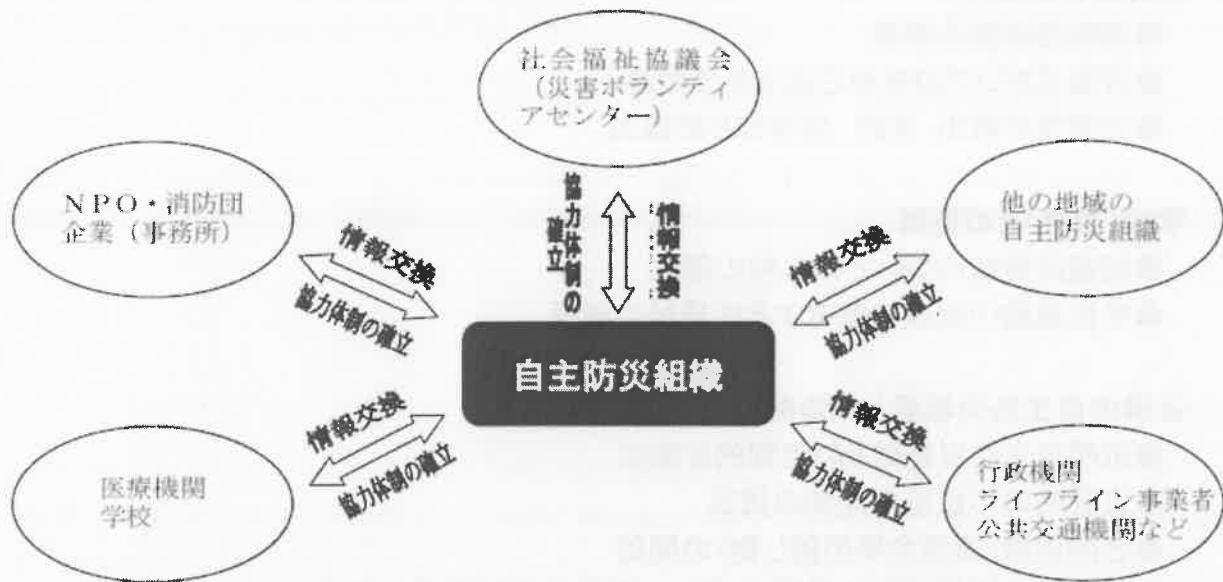 社会福祉協議会
（災害ボランティ
アセンター）
NPO・消防団
企業（事務所）
他の地域の
自主防災組織
情報交換
協力体制の確立
協力体制の
確立
情報交換
情報交換
協力体制の確立
自主防災組織
情報交換
協力体制の確立
情報交換
協力体制の確立
医療機関
学校
行政機関
ライフライン事業者
公共交通機関など